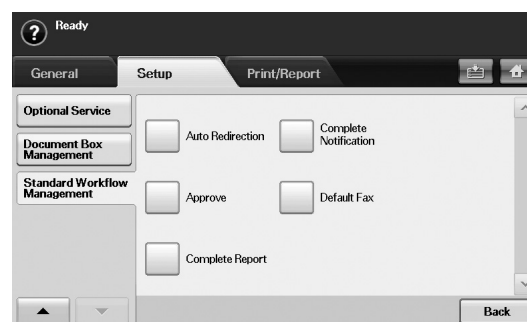 ? Ready
General Setup Print/Report
Optional Service
Document Box
Management
Standard Workflow
Management
Auto Redirection
Complete
Notification
Approve
Default Fax
Complete Report
Back